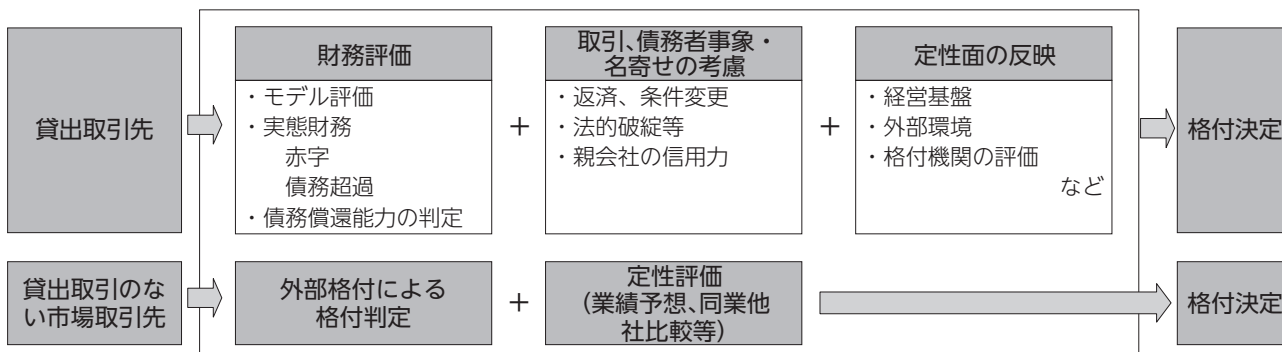 貸出取引先
財務評価
・モデル評価
・実態財務
赤字
債務超過
・債務償還能力の判定
+
取引、債務者事象・
名寄せの考慮
・返済、条件変更
・法的破綻等
・親会社の信用力
+
定性面の反映
・経営基盤
・外部環境
・格付機関の評価
など
格付決定
貸出取引のな
い市場取引先
外部格付による
格付判定
+
定性評価
（業績予想、同業他
社比較等）
格付決定